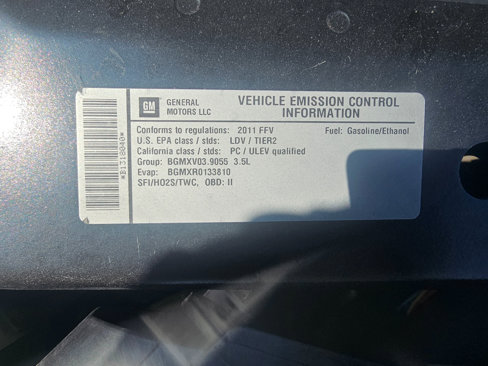 GM
GENERAL MOTORS LLC
VEHICLE EMISSION CONTROL INFORMATION
Conforms to regulations: 2011 FFV Fuel: Gasoline/Ethanol
U.S. EPA class / stds: LDV / TIER2
California class / stds: PC / ULEV qualified
Group: BGMXV03.9055 3.5L
Evap: BGMXR0133810
SFI/HO2S/TWC, OBD: II
*B1318040*